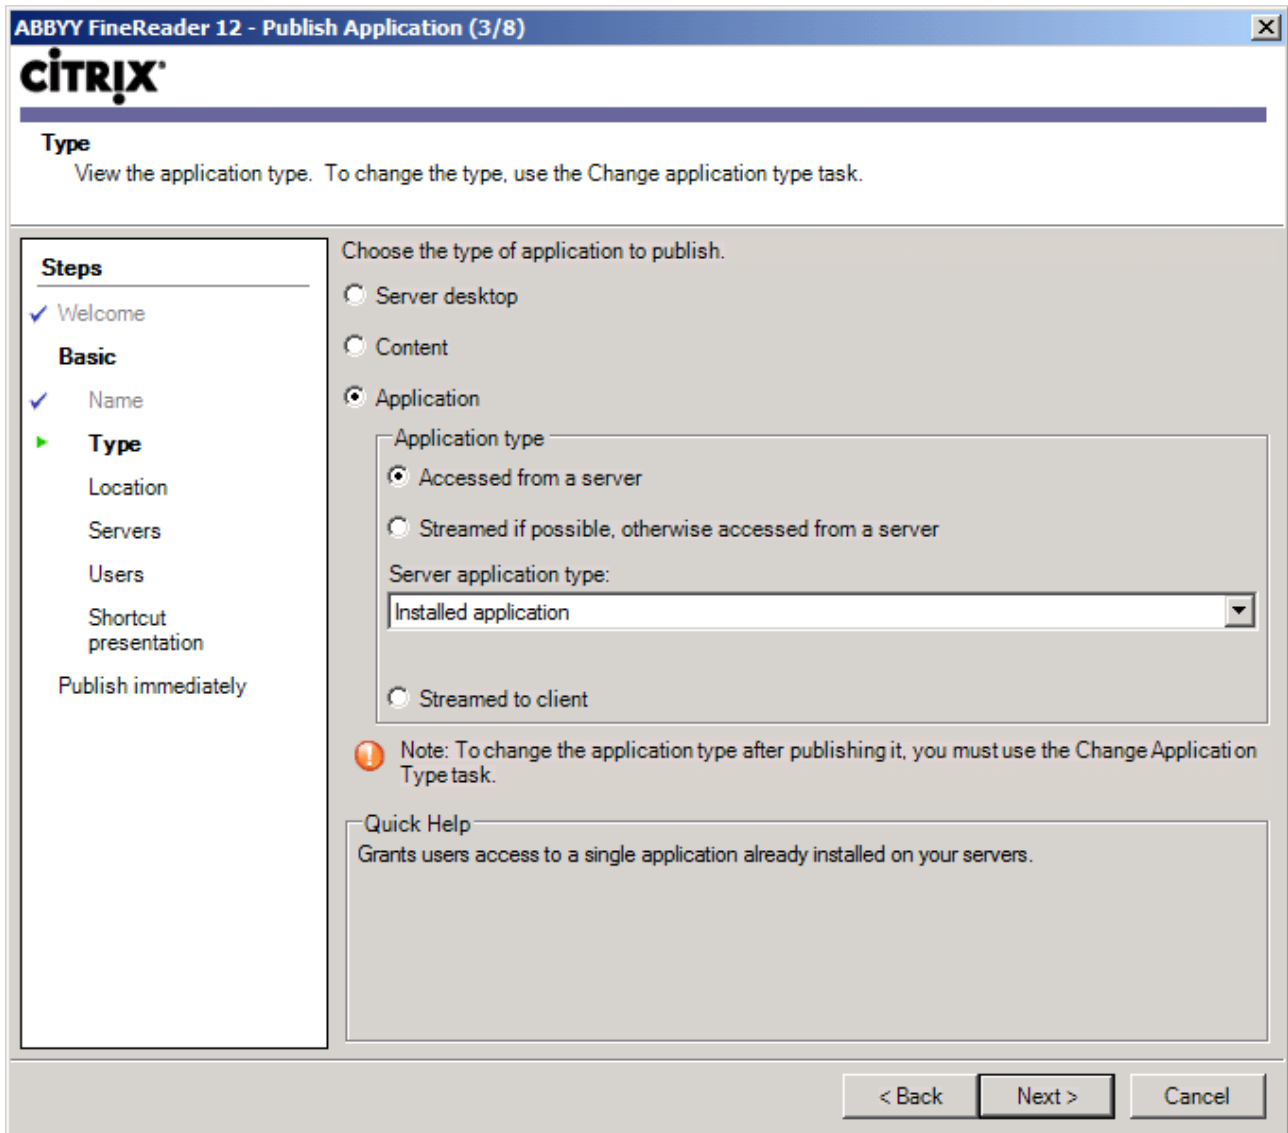 ABBYY FineReader 12 - Publish Application (3/8)
CİTRIX
Type
View the application type.  To change the type, use the Change application type task.
Steps
Welcome
Basic
Name
Type
Location
Servers
Users
Shortcut
presentation
Publish immediately
Choose the type of application to publish.
Server desktop
Content
Application
Application type
Accessed from a server
Streamed if possible, otherwise accessed from a server
Server application type:
Installed application
Streamed to client
Note: To change the application type after publishing it, you must use the Change Application
Type task.
Quick Help
Grants users access to a single application already installed on your servers.
< Back
Next >
Cancel